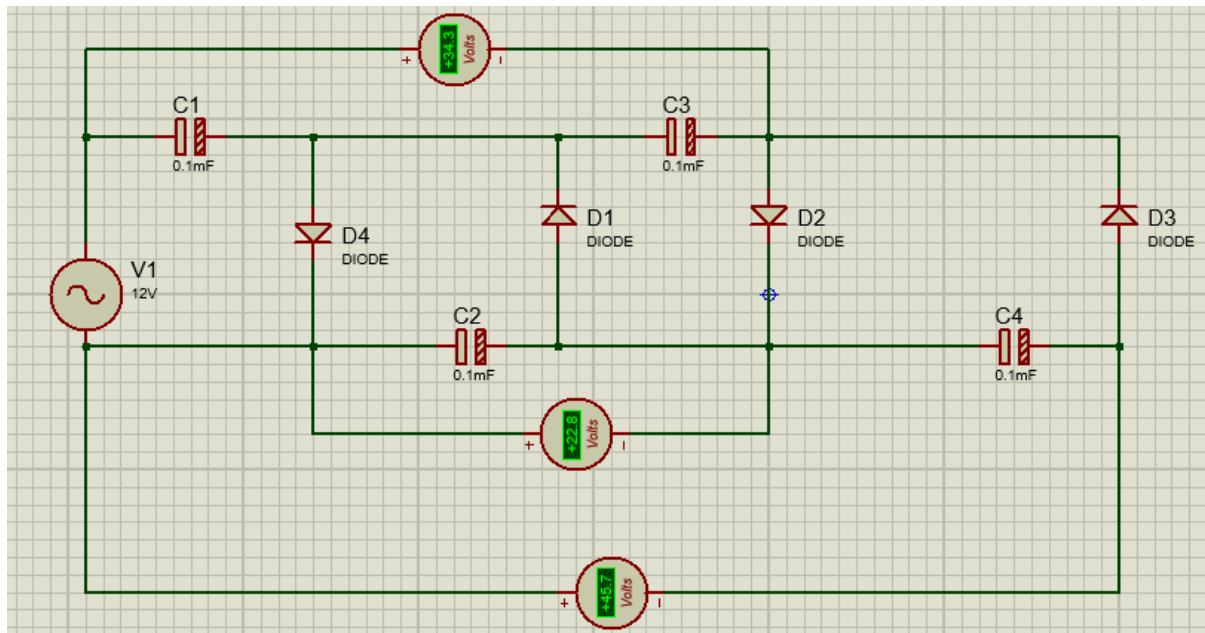 +34.3
Volts
+
-
C1
0.1mF
C3
0.1mF
D4
DIODE
D1
DIODE
D2
DIODE
D3
DIODE
V1
12V
C2
0.1mF
C4
0.1mF
+22.8
Volts
+
-
+45.7
Volts
+
-